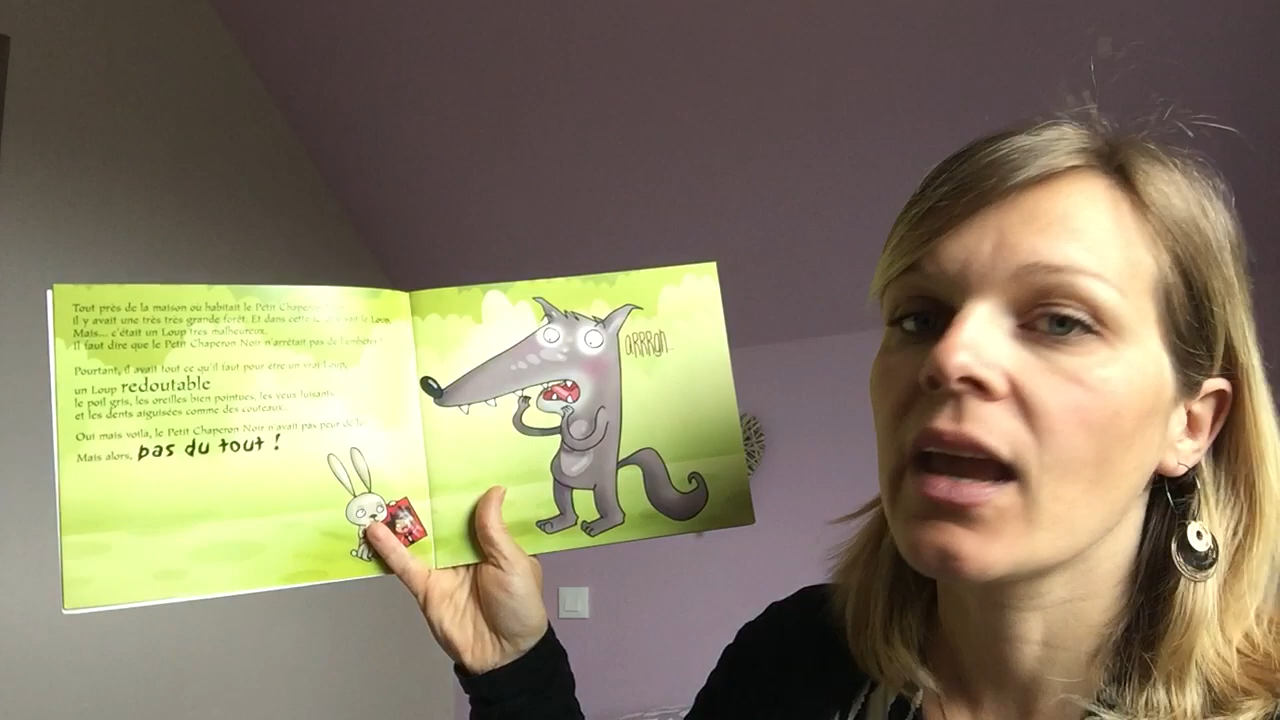 Tout près de la maison où habitait le Petit Chaperon
il y avait une très très grande forêt. Et dans cette le Loup.
Mais... c'était un Loup très malheureux.
Il faut dire que le Petit Chaperon Noir n'arrêtait pas de l'embêter!
Pourtant, il avait tout ce qu'il faut pour être un vrai Loup,
un Loup redoutable
le poil gris, les oreilles bien pointues, les yeux luisants
et les dents aiguisées comme des couteaux...
Oui mais voilà, le Petit Chaperon Noir n'avait pas peur de
Mais alors, pas du tout !
aRRRgh...